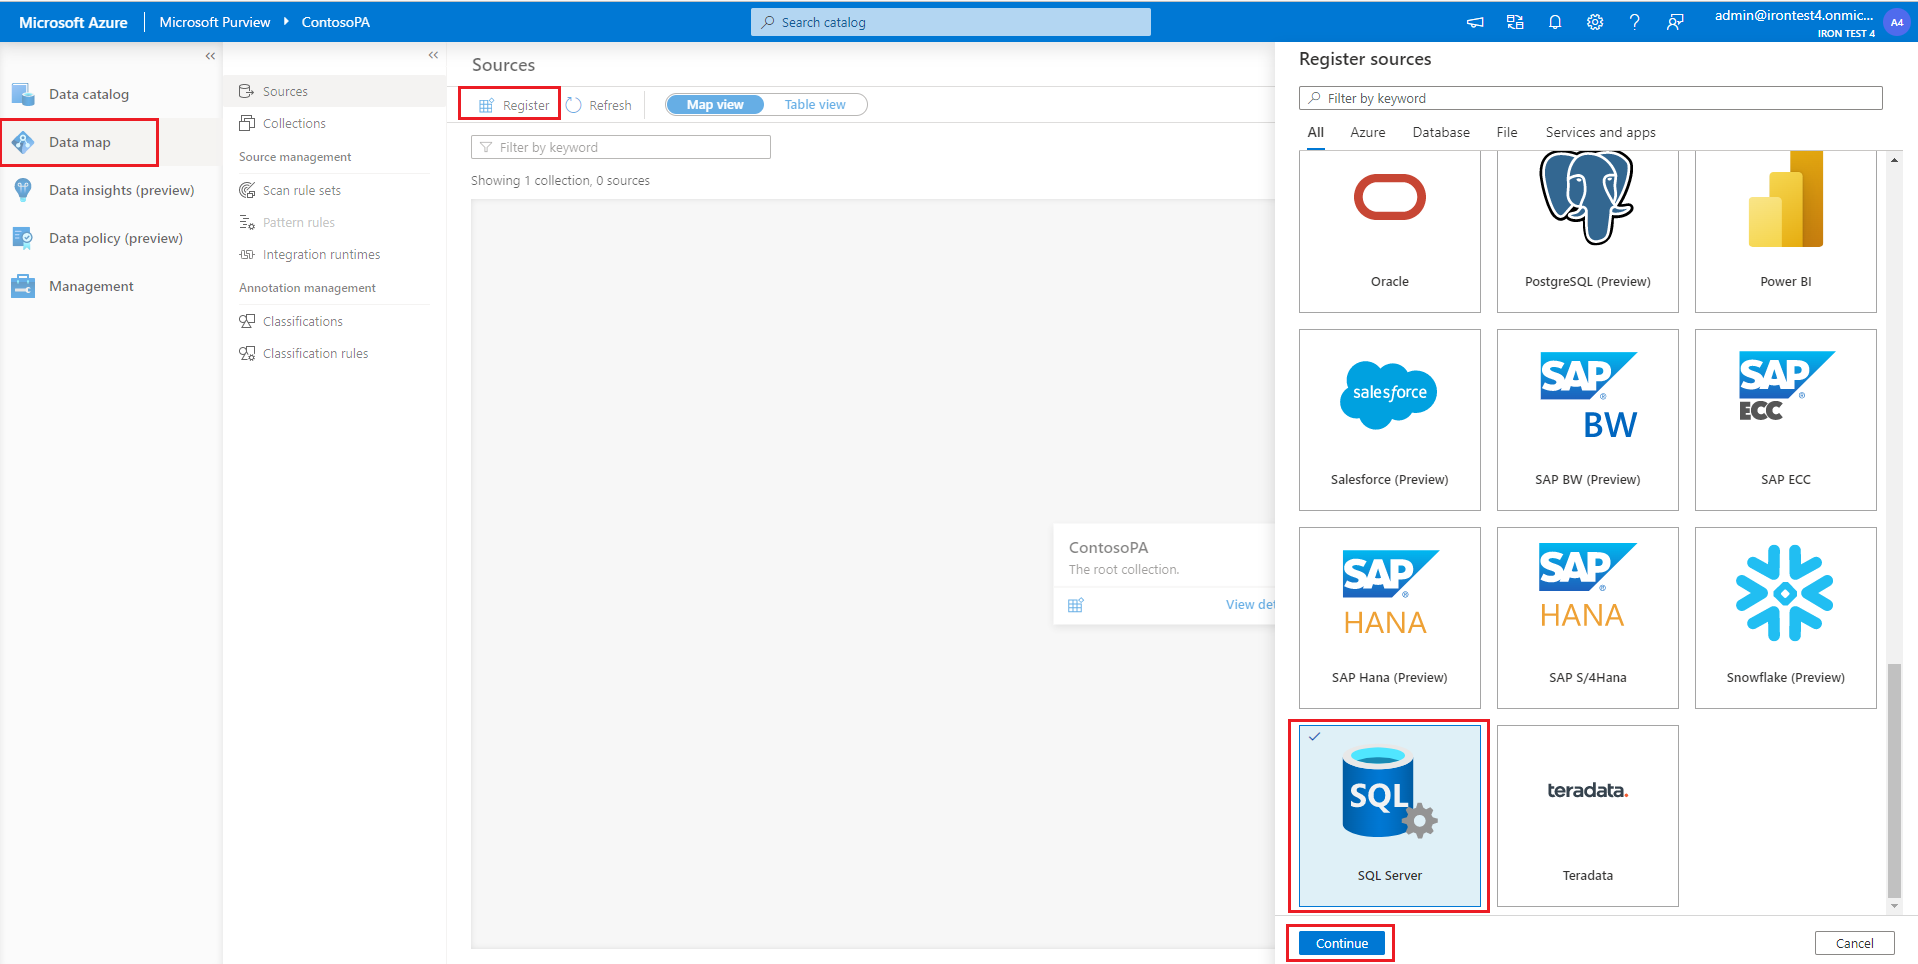 Microsoft Azure
Microsoft Purview
ContosoPA
Search catalog
admin@irontest4.onmic...
IRON TEST 4
A4
Data catalog
Data map
Data insights (preview)
Data policy (preview)
Management
Sources
Collections
Source management
Scan rule sets
Pattern rules
Integration runtimes
Annotation management
Classifications
Classification rules
Sources
Register
Refresh
Map view
Table view
Filter by keyword
Showing 1 collection, 0 sources
ContosoPA
The root collection.
View det
Register sources
Filter by keyword
All
Azure
Database
File
Services and apps
Oracle
PostgreSQL (Preview)
Power BI
salesforce
Salesforce (Preview)
SAP
BW
SAP BW (Preview)
SAP
ECC
SAP ECC
SAP
HANA
SAP Hana (Preview)
SAP
HANA
SAP S/4Hana
Snowflake (Preview)
SQL
SQL Server
teradata.
Teradata
Continue
Cancel